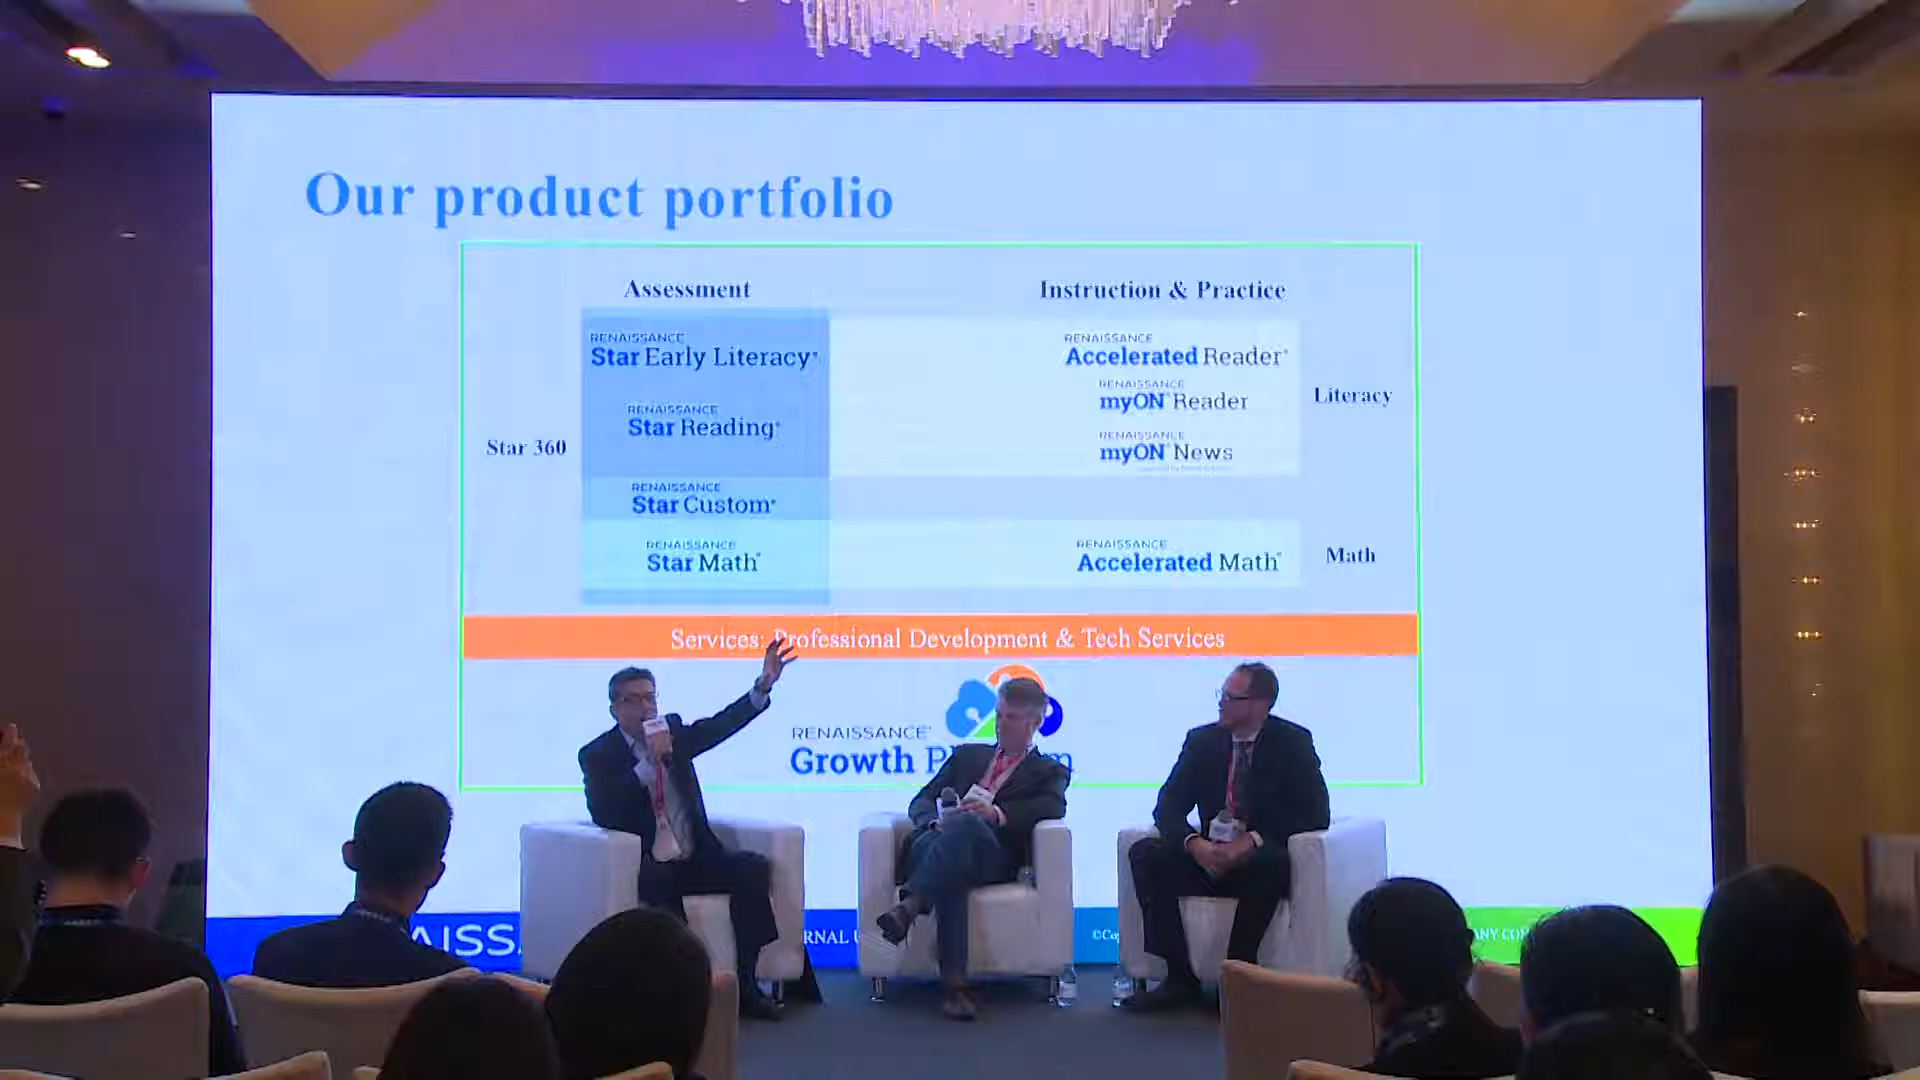 Our product portfolio
Assessment
Instruction & Practice
RENAISSANCE
Star Early Literacy
RENAISSANCE
Star Reading
Star 360
RENAISSANCE
Star Custom
RENAISSANCE
Star Math
RENAISSANCE
Accelerated Reader
RENAISSANCE
myON Reader
RENAISSANCE
myON News
Literacy
RENAISSANCE
Accelerated Math
Math
Services: Professional Development & Tech Services
RENAISSANCE
Growth